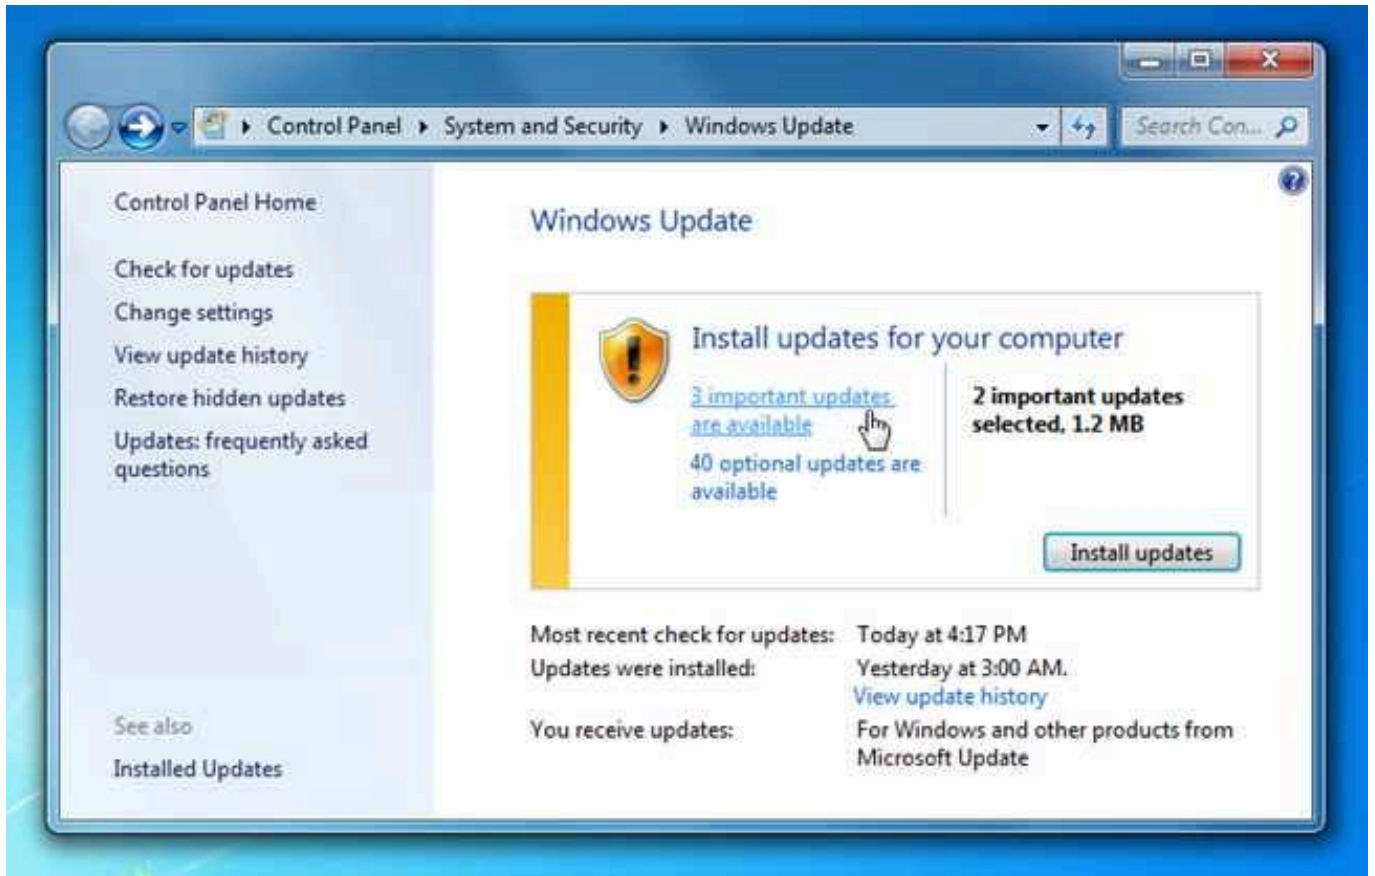 Control Panel System and Security Windows Update
Search Con...
Control Panel Home
Check for updates
Change settings
View update history
Restore hidden updates
Updates: frequently asked
questions
See also
Installed Updates
Windows Update
Install updates for your computer
3 important updates
are available
40 optional updates are
available
2 important updates
selected, 1.2 MB
Install updates
Most recent check for updates: Today at 4:17 PM
Updates were installed: Yesterday at 3:00 AM.
View update history
You receive updates: For Windows and other products from
Microsoft Update